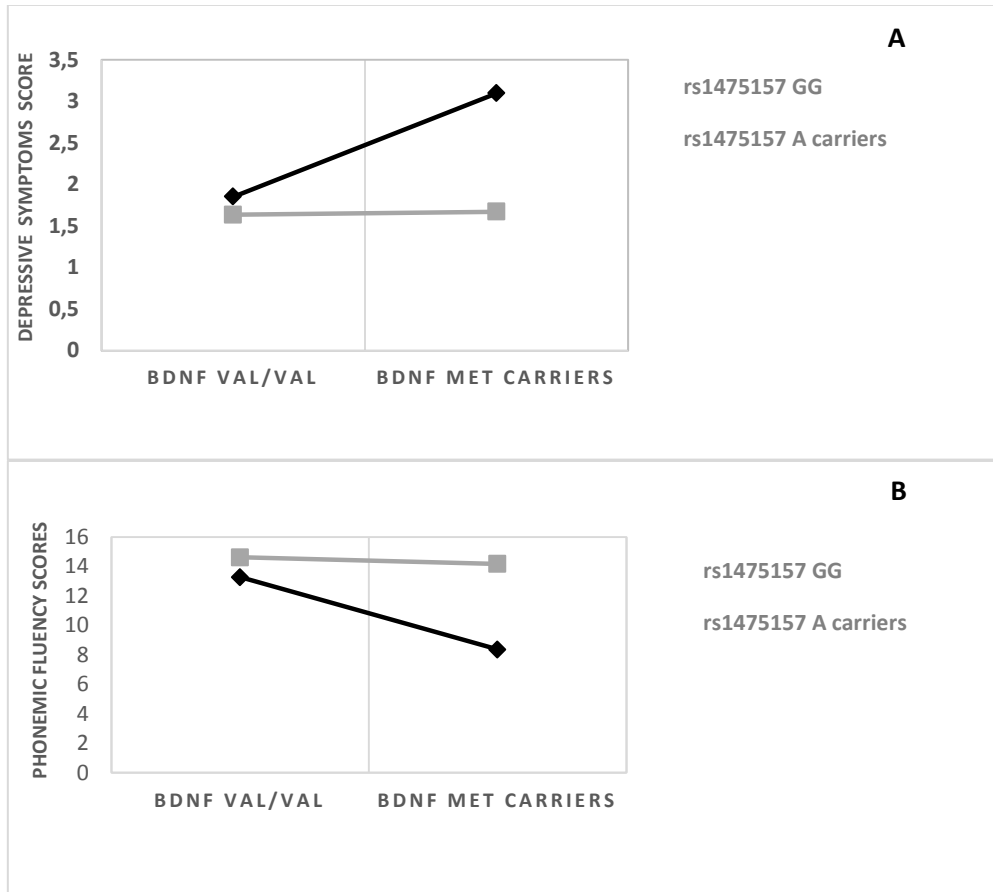 A
DEPRESSIVE SYMPTOMS SCORE
3,5
3
2,5
2
1,5
1
0,5
0
BDNF VAL/VAL
BDNF MET CARRIERS
rs1475157 GG
rs1475157 A carriers
B
PHONEMIC FLUENCY SCORES
16
14
12
10
8
6
4
2
0
BDNF VAL/VAL
BDNF MET CARRIERS
rs1475157 GG
rs1475157 A carriers